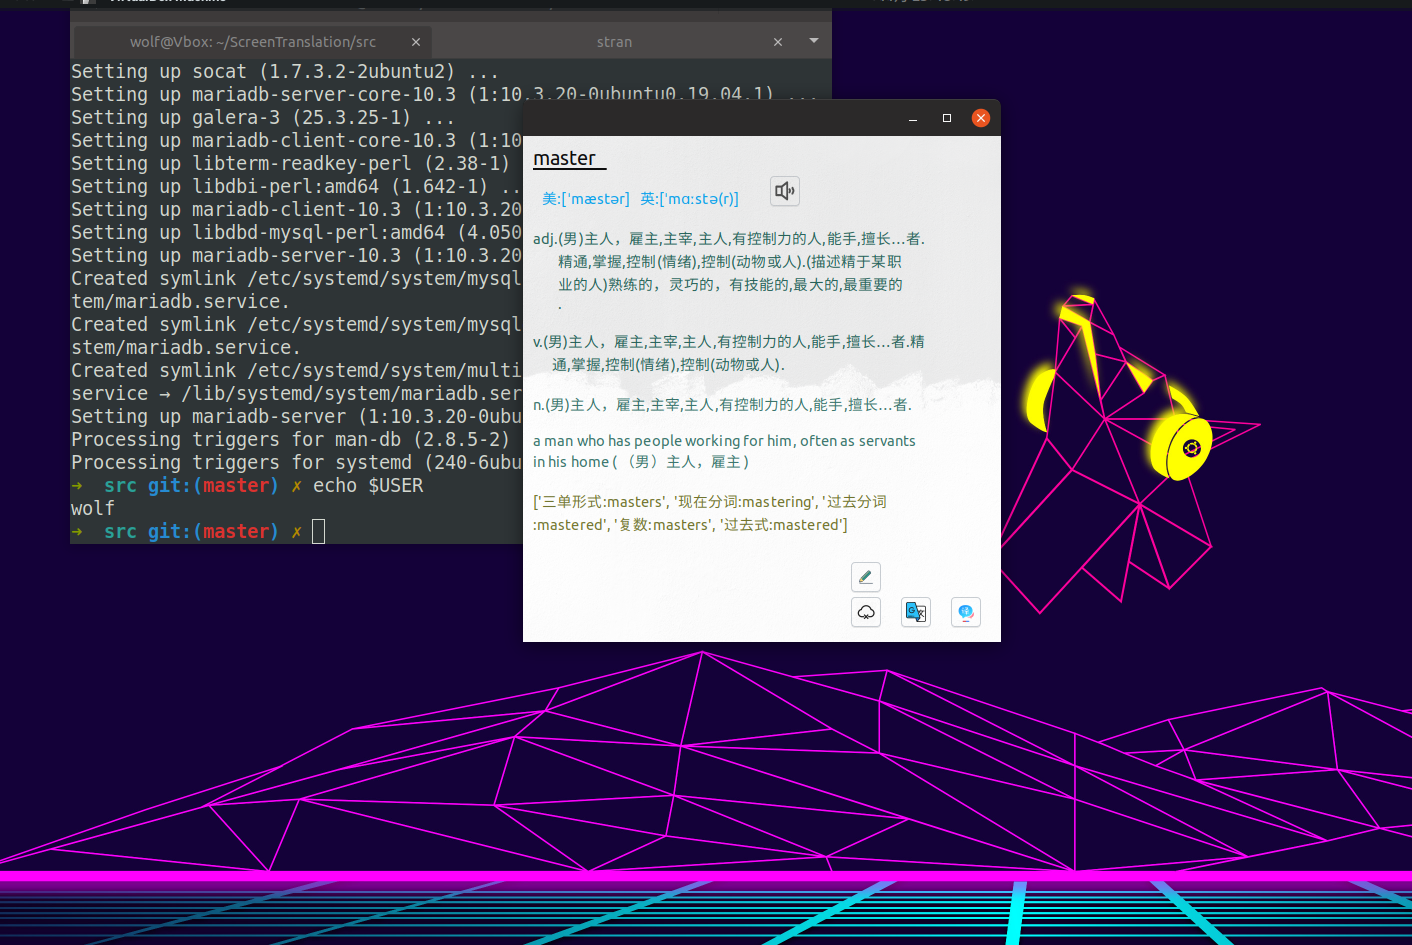 wolf@Vbox: ~/ScreenTranslation/src
stran
Setting up socat (1.7.3.2-2ubuntu2) ...
Setting up mariadb-server-core-10.3 (1:10.3.20-0ubuntu0.19.04.1) ...
Setting up galera-3 (25.3.25-1) ...
Setting up mariadb-client-core-10.3 (1:10
Setting up libterm-readkey-perl (2.38-1)
Setting up libdbi-perl:amd64 (1.642-1) ..
Setting up mariadb-client-10.3 (1:10.3.20
Setting up libdbd-mysql-perl:amd64 (4.050
Setting up mariadb-server-10.3 (1:10.3.20
Created symlink /etc/systemd/system/mysql
tem/mariadb.service.
Created symlink /etc/systemd/system/mysql
stem/mariadb.service.
Created symlink /etc/systemd/system/multi
service → /lib/systemd/system/mariadb.ser
Setting up mariadb-server (1:10.3.20-0ubu
Processing triggers for man-db (2.8.5-2)
Processing triggers for systemd (240-6ubu
➜ src git:(master) ✗ echo $USER
wolf
➜ src git:(master) ✗
master
美:['mæstər] 英:['mɑːstə(r)]
adj.(男)主人，雇主,主宰,主人,有控制力的人,能手,擅长...者.
精通,掌握,控制(情绪),控制(动物或人).(描述精于某职
业的人)熟练的，灵巧的，有技能的,最大的,最重要的
.
v.(男)主人，雇主,主宰,主人,有控制力的人,能手,擅长...者.精
通,掌握,控制(情绪),控制(动物或人).
n.(男)主人，雇主,主宰,主人,有控制力的人,能手,擅长...者.
a man who has people working for him, often as servants
in his home (（男）主人，雇主)
['三单形式:masters', '现在分词:mastering', '过去分词
:mastered', '复数:masters', '过去式:mastered']